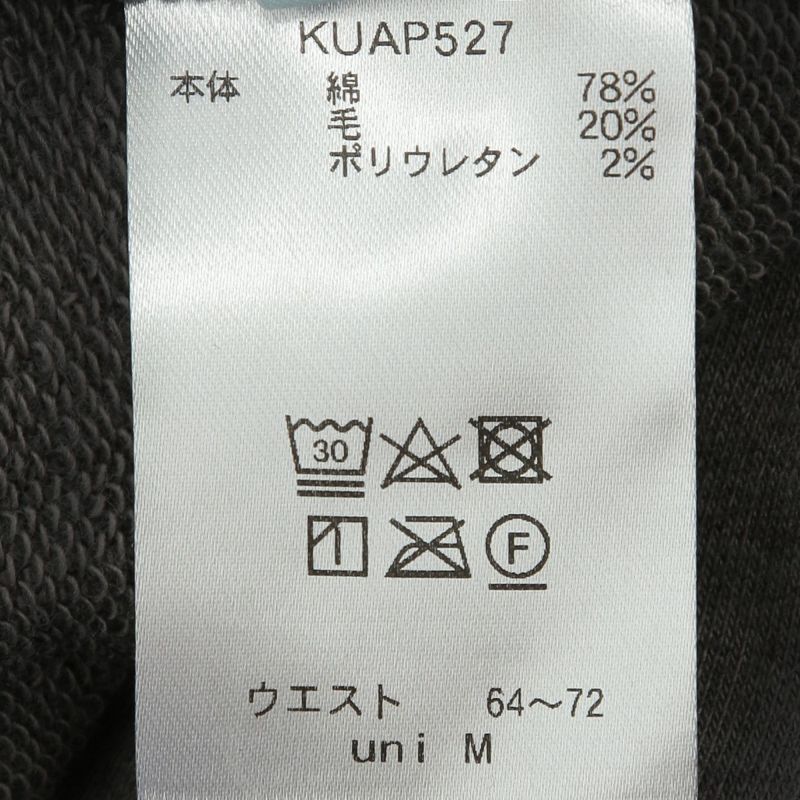 KUAP527
本体 綿 78%
毛 20%
ポリウレタン 2%
30
F
ウエスト 64～72
uni M